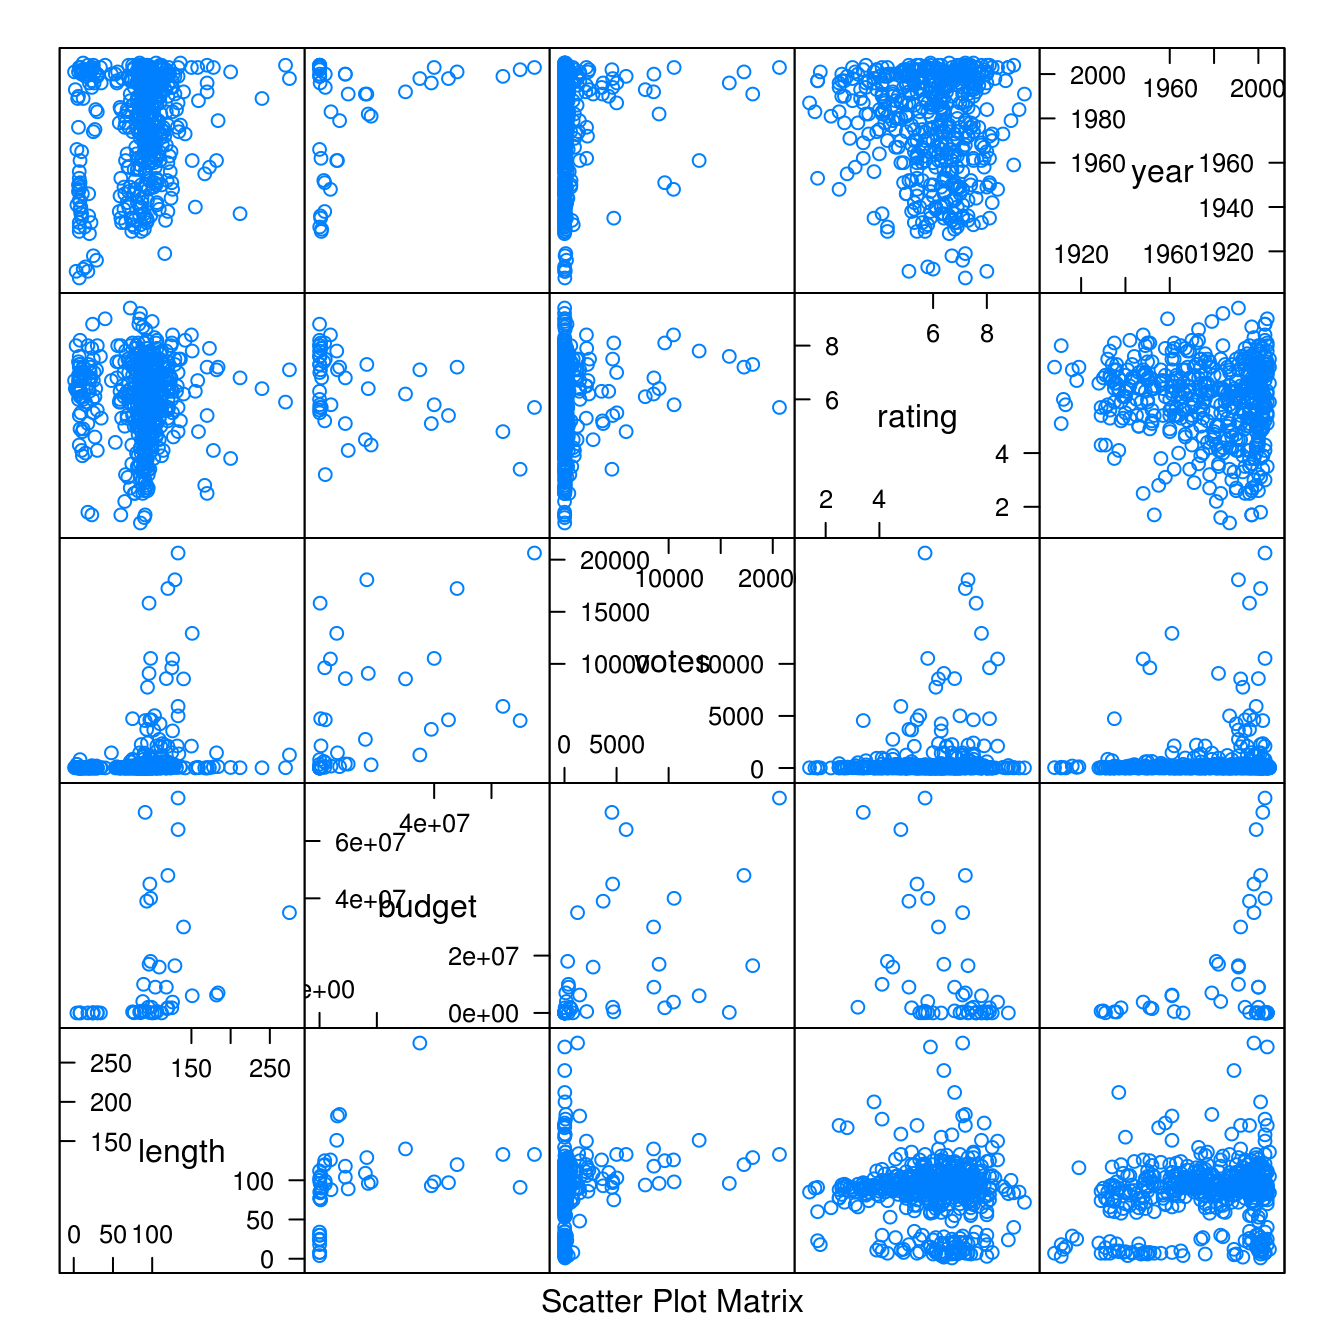 2000 1960 2000
1980
1960 year 1960
1940
1920 1960 1920
6 8
8
6 rating
4
2 4 2
20000 10000 2000
15000
10000 votes 10000
5000
0 5000 0
4e+07
6e+07
4e+07 budget
2e+07
e+00 0e+00
250 150 250
200
150 length
100
0 50 100 50
0
Scatter Plot Matrix